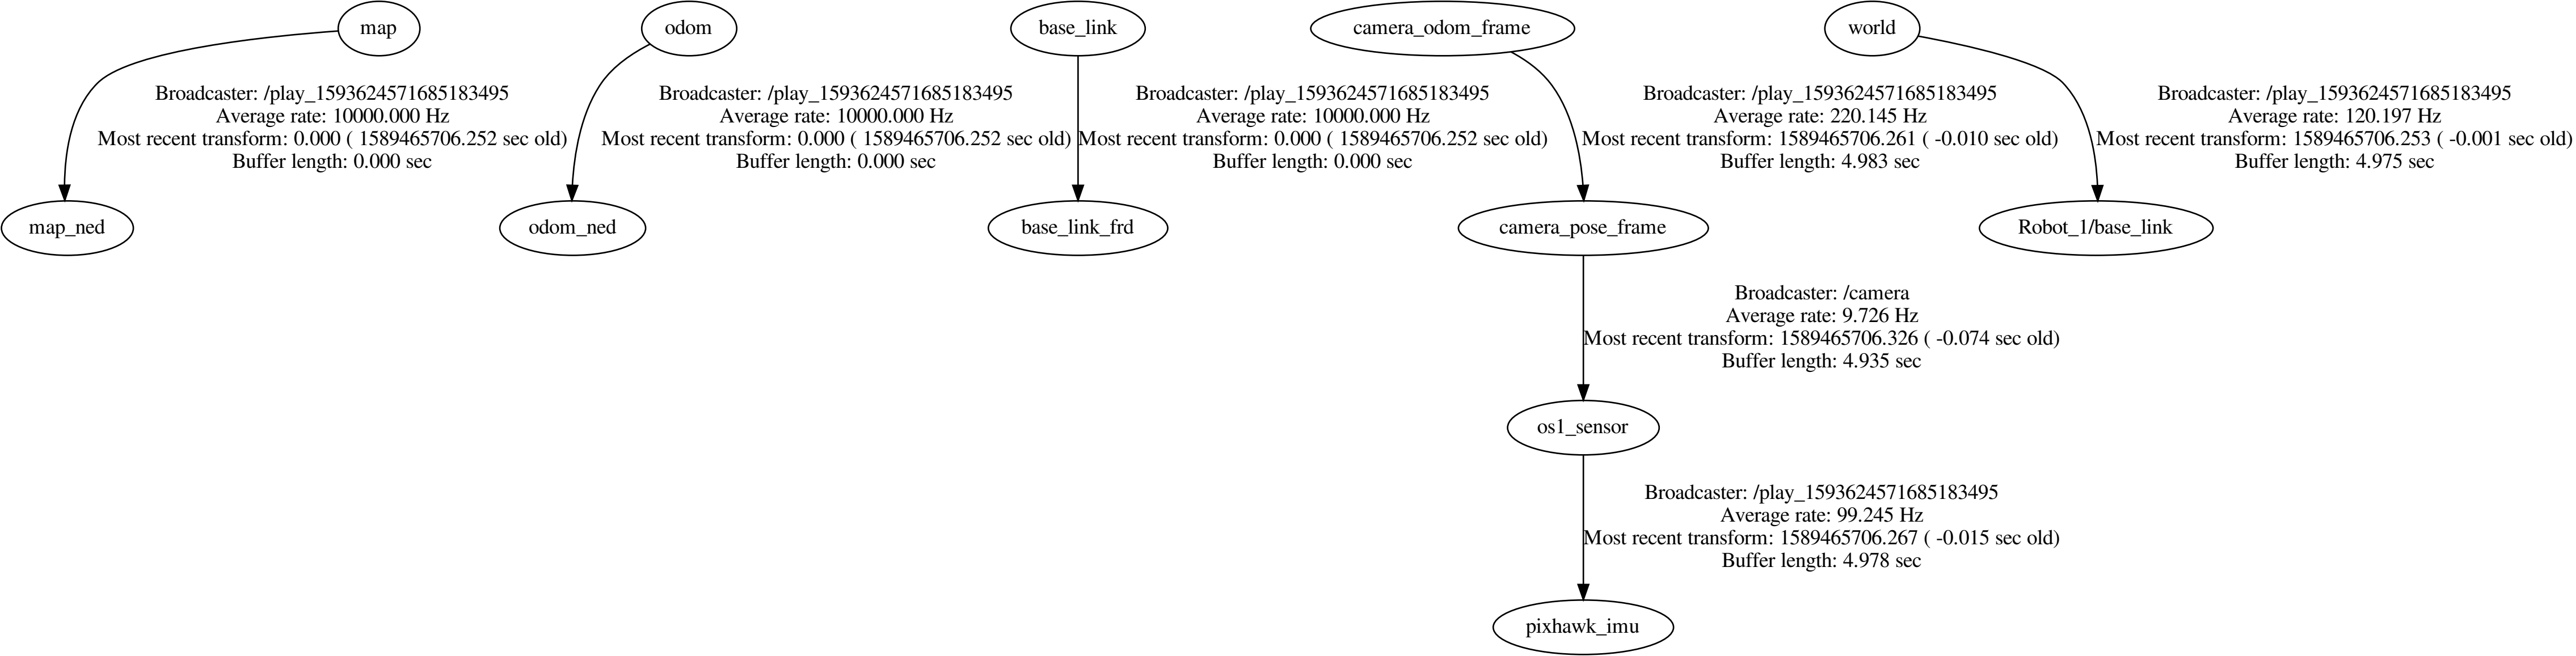 map
odom
base_link
camera_odom_frame
world
Broadcaster: /play_1593624571685183495
Average rate: 10000.000 Hz
Most recent transform: 0.000 ( 1589465706.252 sec old)
Buffer length: 0.000 sec
Broadcaster: /play_1593624571685183495
Average rate: 10000.000 Hz
Most recent transform: 0.000 ( 1589465706.252 sec old)
Buffer length: 0.000 sec
Broadcaster: /play_1593624571685183495
Average rate: 10000.000 Hz
Most recent transform: 0.000 ( 1589465706.252 sec old)
Buffer length: 0.000 sec
Broadcaster: /play_1593624571685183495
Average rate: 220.145 Hz
Most recent transform: 1589465706.261 ( -0.010 sec old)
Buffer length: 4.983 sec
Broadcaster: /play_1593624571685183495
Average rate: 120.197 Hz
Most recent transform: 1589465706.253 ( -0.001 sec old)
Buffer length: 4.975 sec
map_ned
odom_ned
base_link_frd
camera_pose_frame
Robot_1/base_link
Broadcaster: /camera
Average rate: 9.726 Hz
Most recent transform: 1589465706.326 ( -0.074 sec old)
Buffer length: 4.935 sec
os1_sensor
Broadcaster: /play_1593624571685183495
Average rate: 99.245 Hz
Most recent transform: 1589465706.267 ( -0.015 sec old)
Buffer length: 4.978 sec
pixhawk_imu